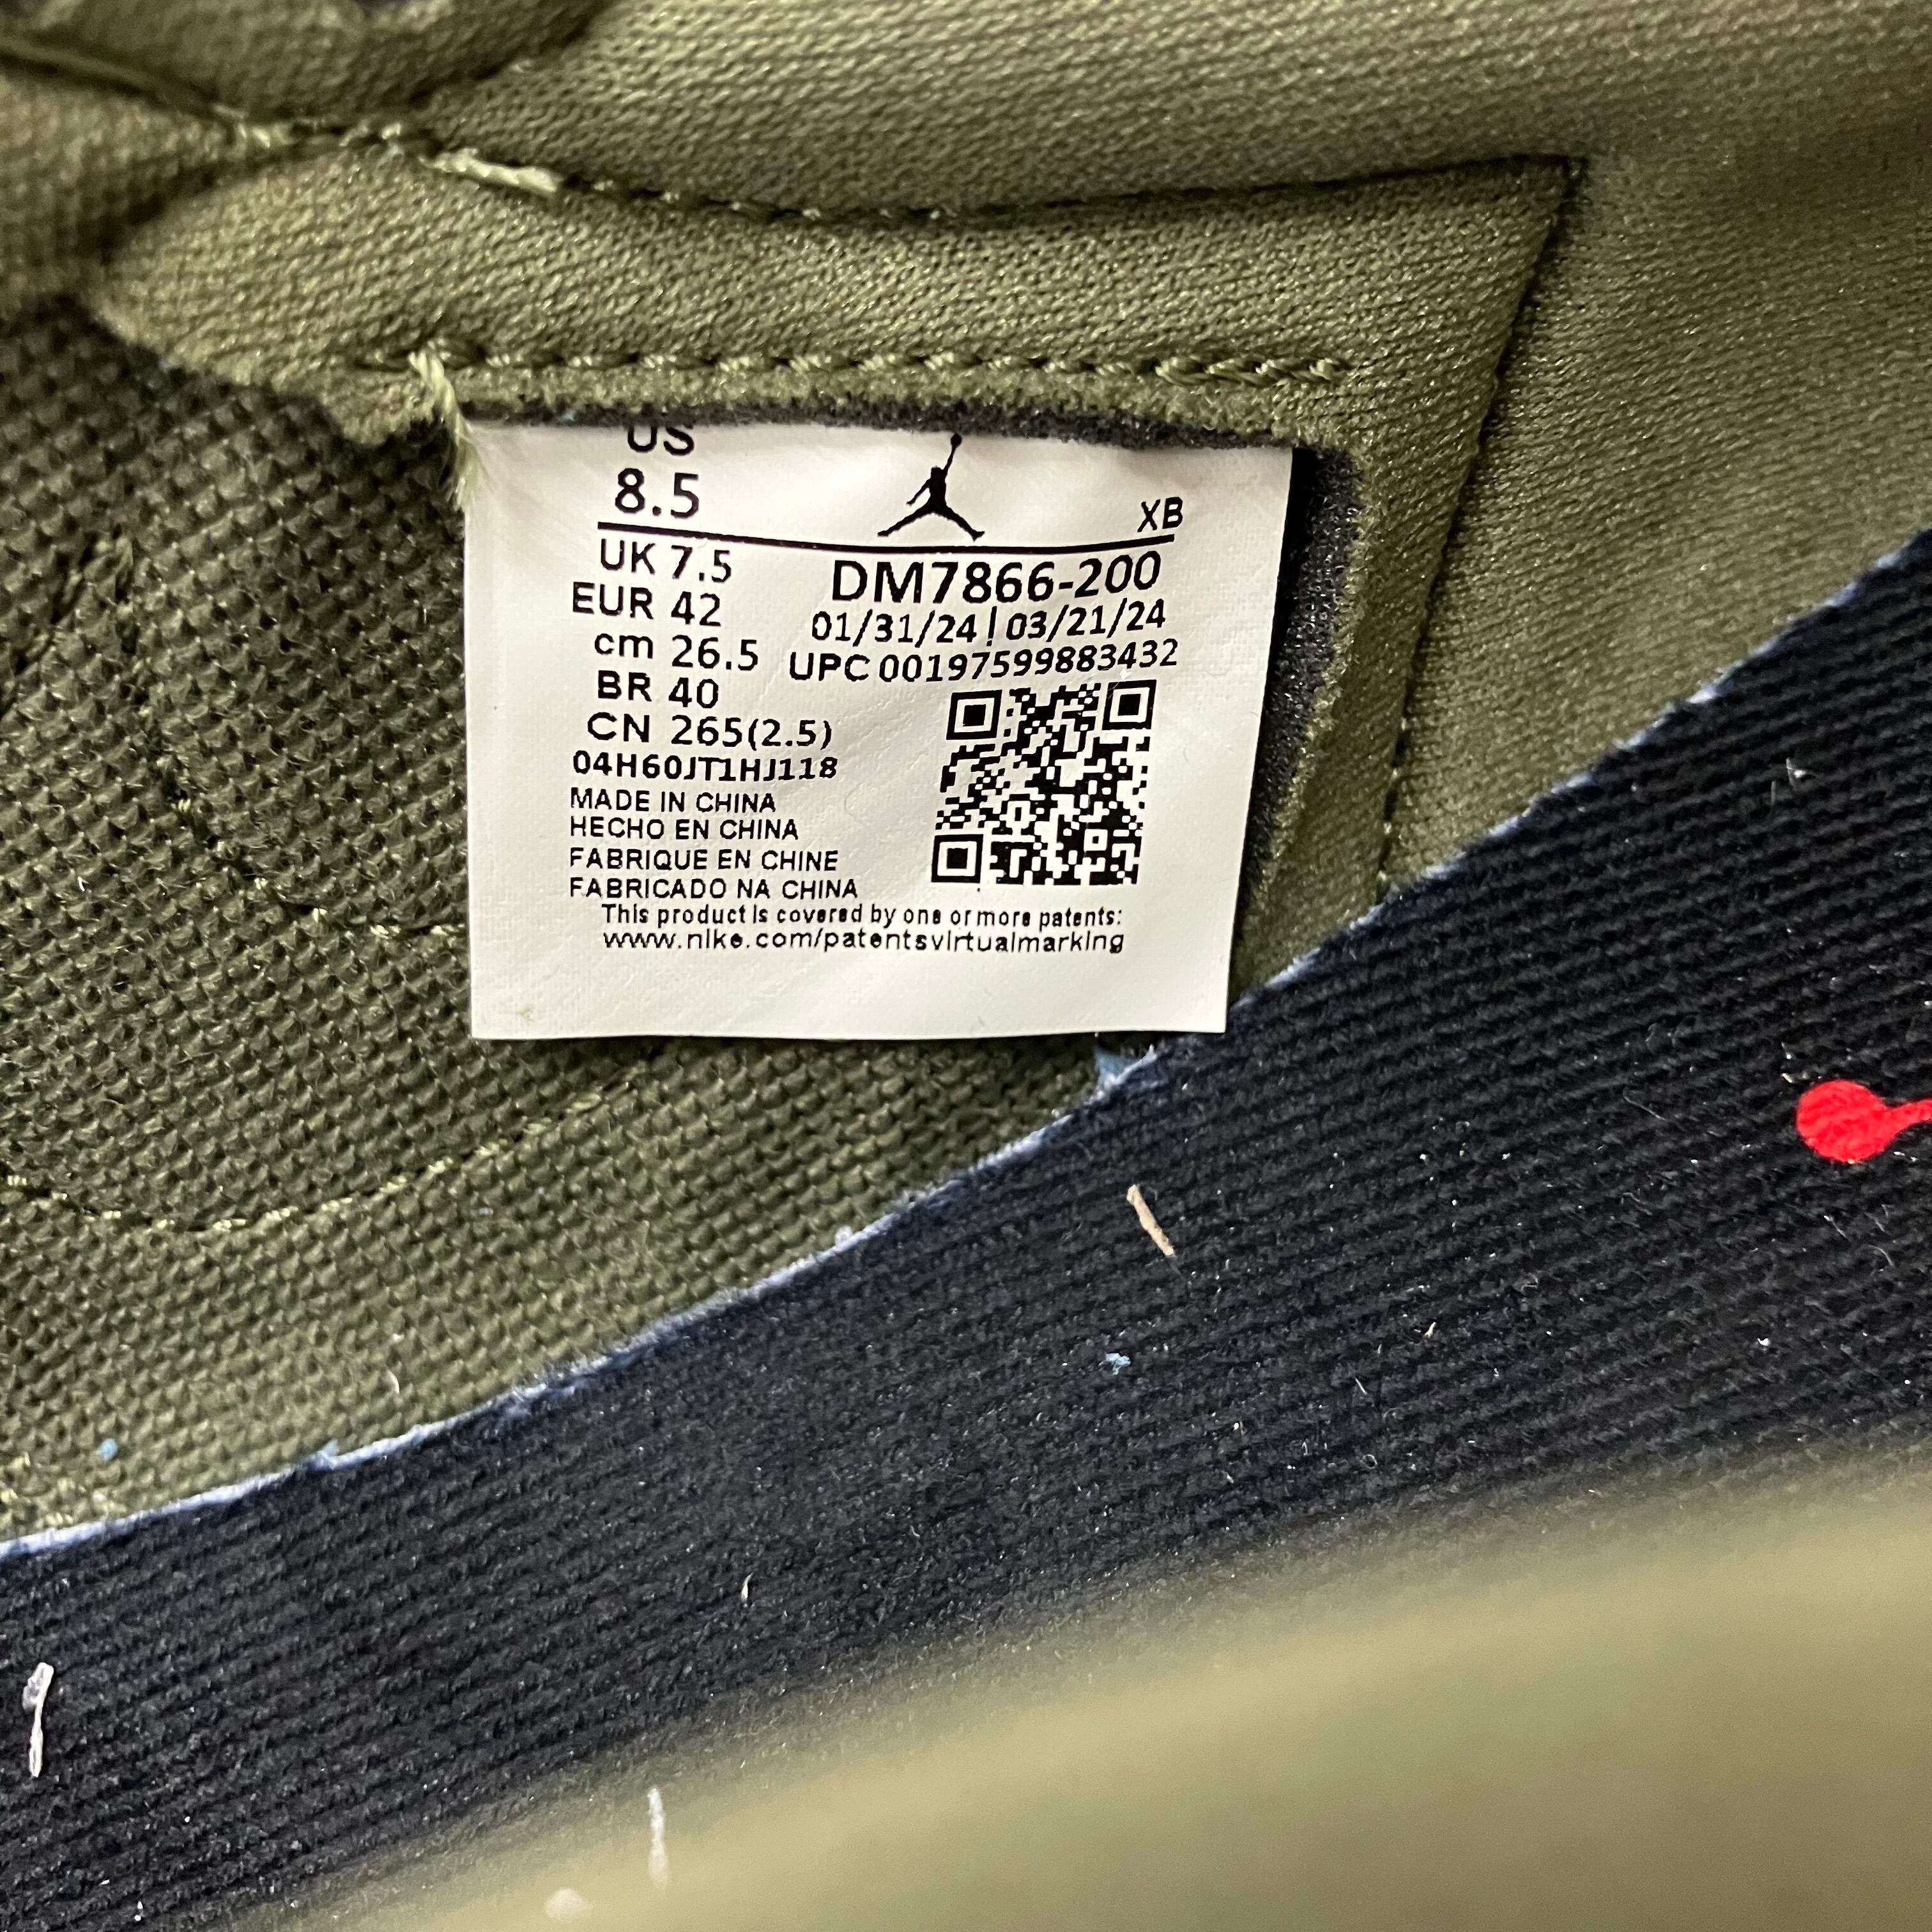 US
8.5
XB
UK 7.5
DM7866-200
EUR 42
01/31/24 | 03/21/24
cm 26.5
UPC 00197599883432
BR 40
CN 265(2.5)
04H60JT1HJ118
MADE IN CHINA
HECHO EN CHINA
FABRIQUE EN CHINE
FABRICADO NA CHINA
This product is covered by one or more patents:
www.nike.com/patentsvirtualmarking